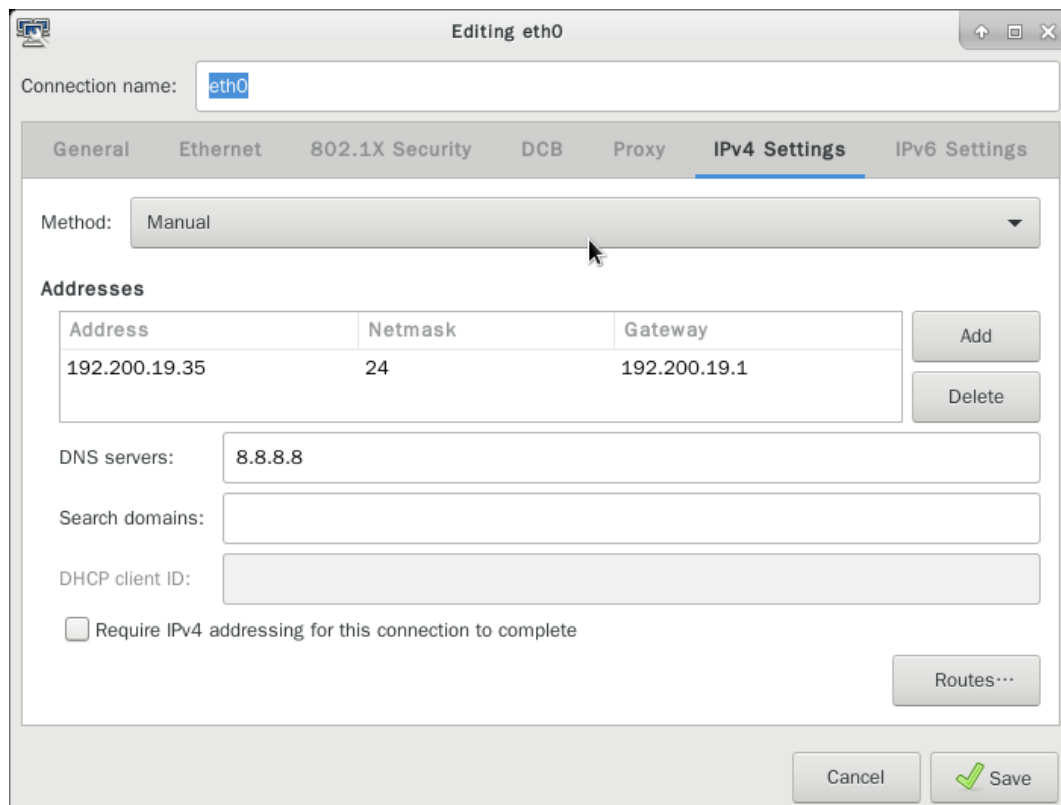 Editing eth0
Connection name: eth0
General Ethernet 802.1X Security DCB Proxy IPv4 Settings IPv6 Settings
Method: Manual
Addresses
Address Netmask Gateway Add
192.200.19.35 24 192.200.19.1
Delete
DNS servers: 8.8.8.8
Search domains:
DHCP client ID:
Require IPv4 addressing for this connection to complete
Routes…
Cancel Save